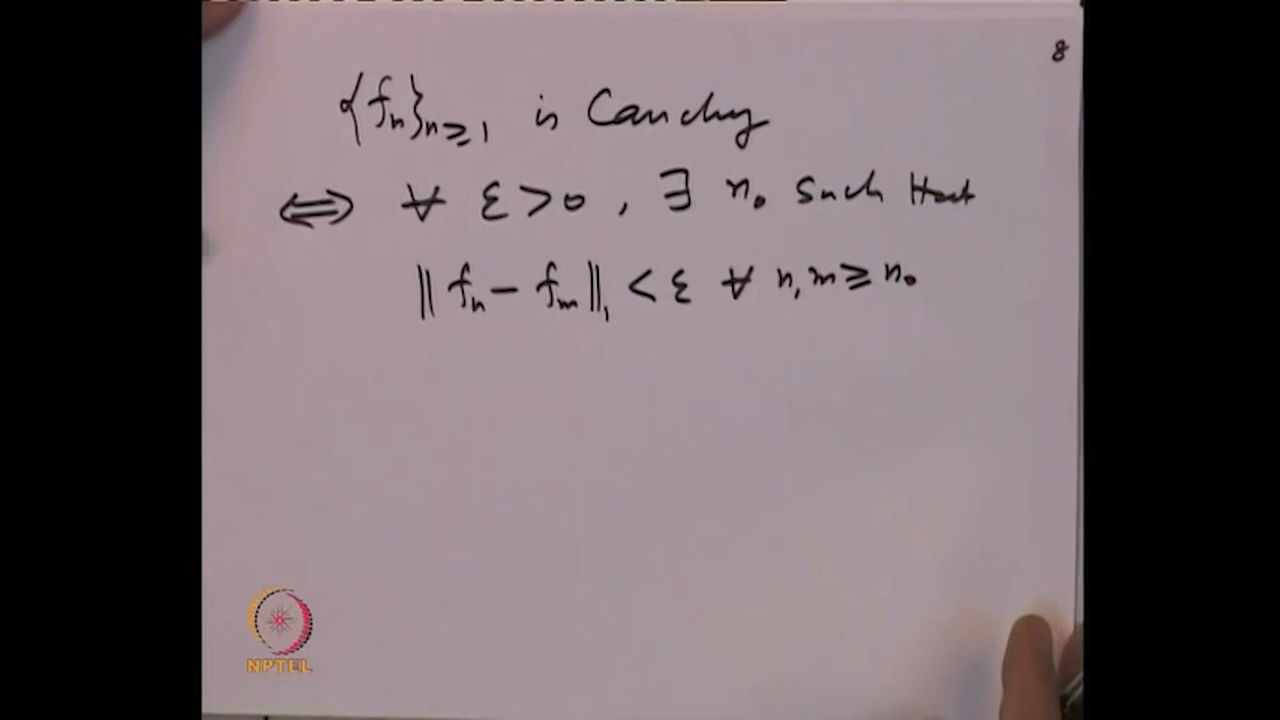 8
{fₙ}ₙ≥₁ is Cauchy
⟺ ∀ ε > 0, ∃ n₀ such that
‖fₙ − fₘ‖₁ < ε ∀ n, m ≥ n₀
NPTEL